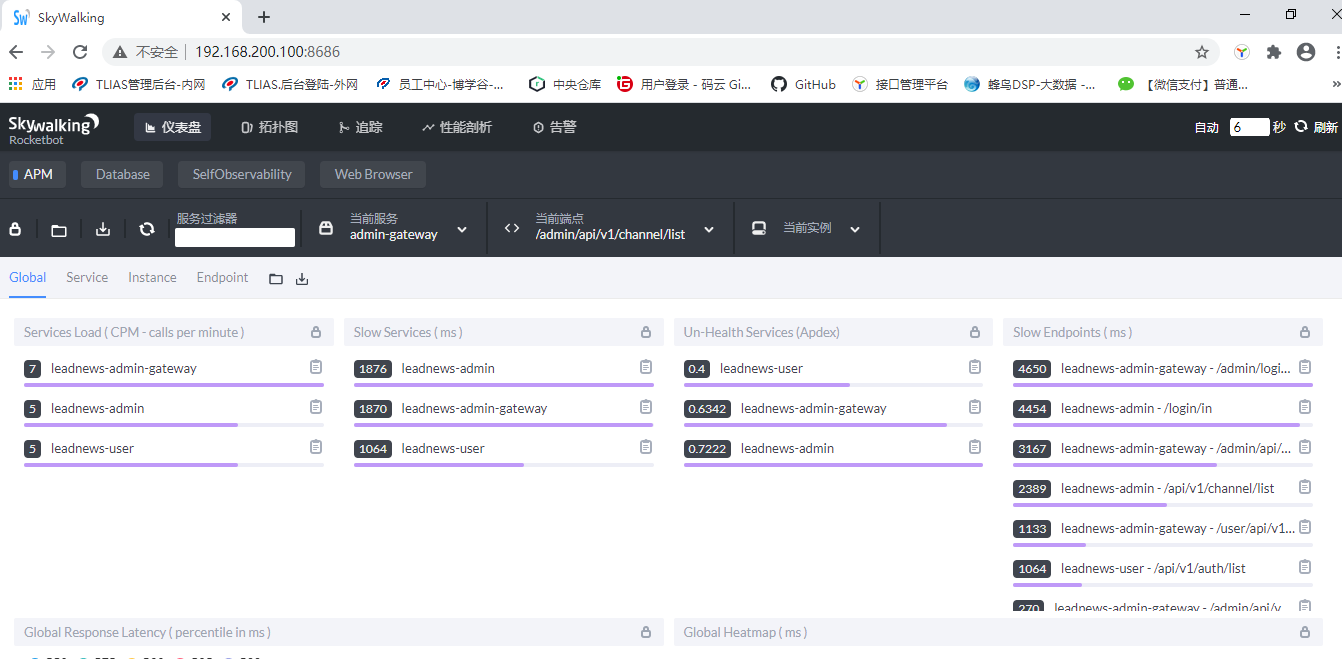 SkyWalking
不安全 192.168.200.100:8686
应用 TLIAS管理后台-内网 TLIAS.后台登陆-外网 员工中心-博学谷-... 中央仓库 用户登录 - 码云 Gi... GitHub 接口管理平台 蜂鸟DSP-大数据 -... 【微信支付】普通...
Skywalking
Rocketbot
仪表盘 拓扑图 追踪 性能剖析 告警 自动 6 秒 刷新
APM Database SelfObservability Web Browser
服务过滤器 当前服务 当前端点 当前实例
admin-gateway /admin/api/v1/channel/list
Global Service Instance Endpoint
Services Load ( CPM - calls per minute )
7 leadnews-admin-gateway
5 leadnews-admin
5 leadnews-user
Slow Services ( ms )
1876 leadnews-admin
1870 leadnews-admin-gateway
1064 leadnews-user
Un-Health Services (Apdex)
0.4 leadnews-user
0.6342 leadnews-admin-gateway
0.7222 leadnews-admin
Slow Endpoints ( ms )
4650 leadnews-admin-gateway - /admin/logi...
4454 leadnews-admin - /login/in
3167 leadnews-admin-gateway - /admin/api/...
2389 leadnews-admin - /api/v1/channel/list
1133 leadnews-admin-gateway - /user/api/v1...
1064 leadnews-user - /api/v1/auth/list
270 leadnews-admin-gateway - /admin/api/v
Global Response Latency ( percentile in ms )
Global Heatmap ( ms )